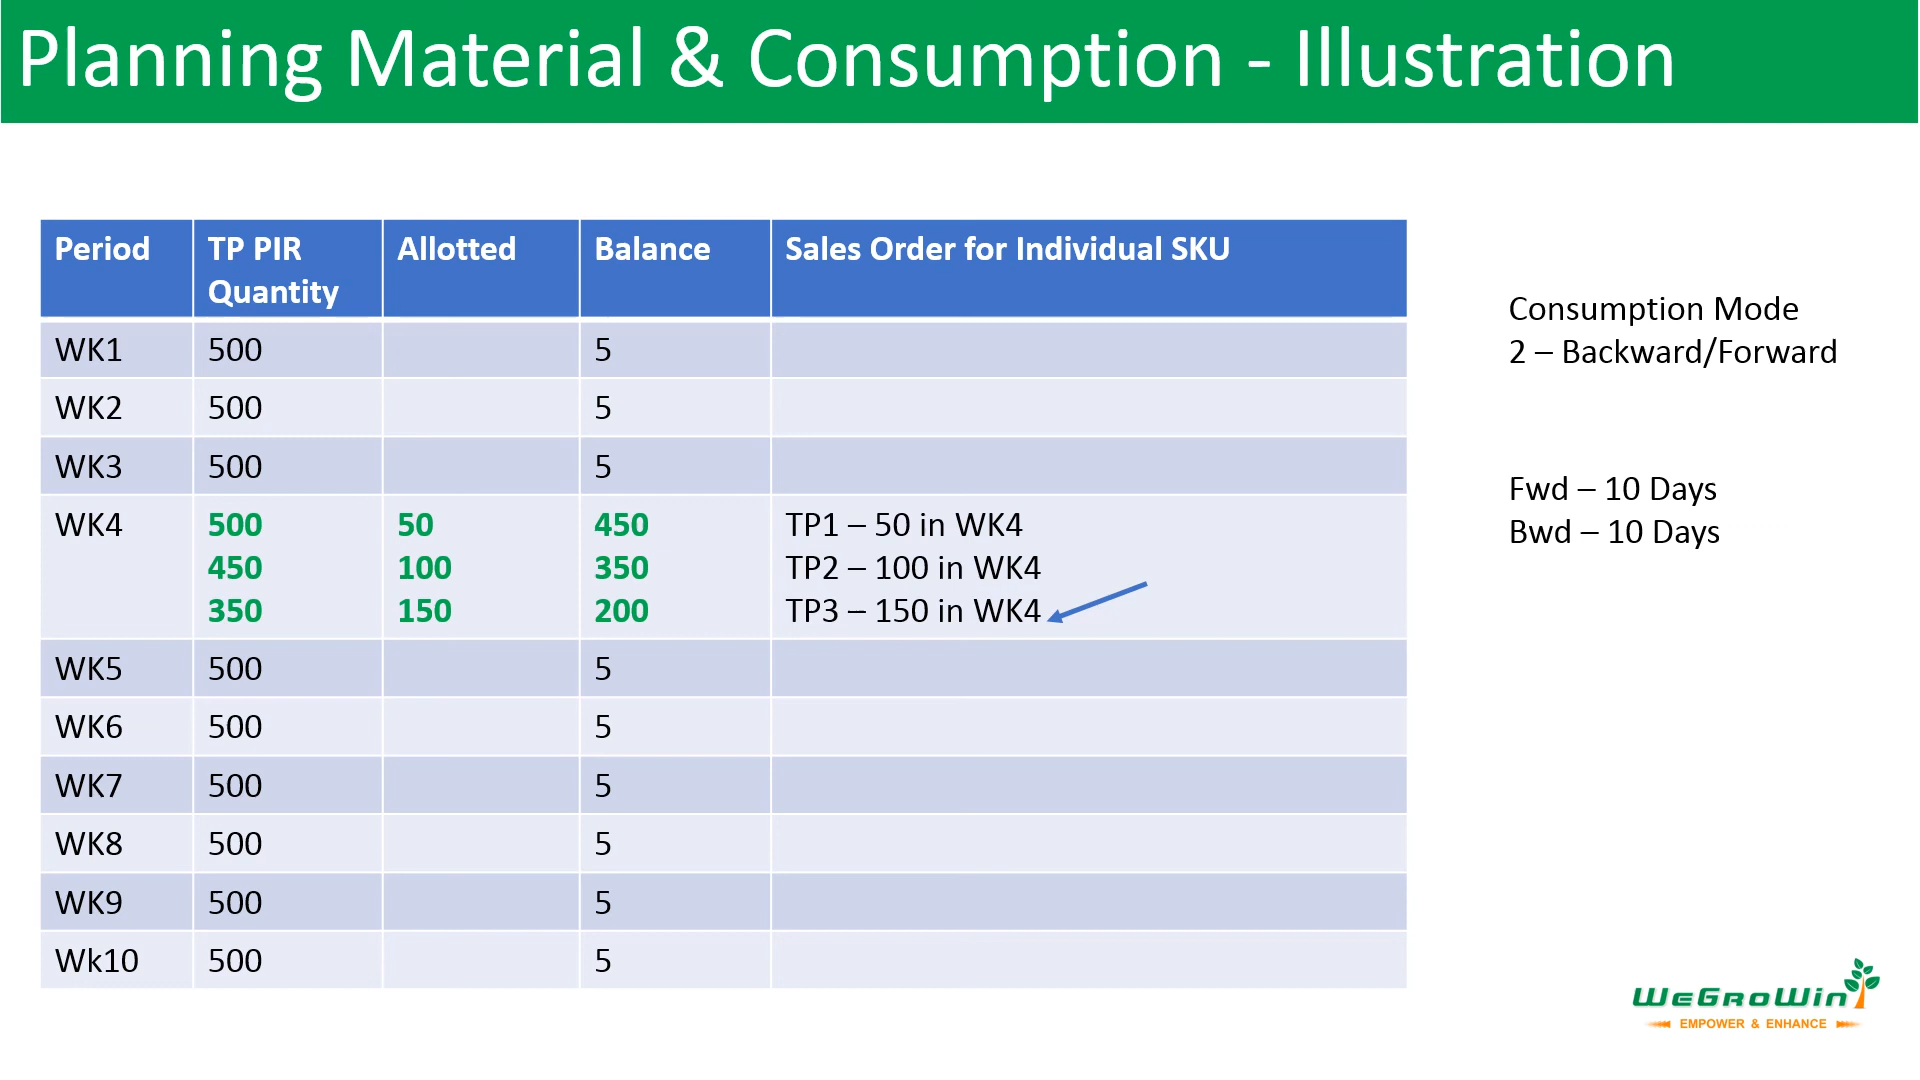 Planning Material & Consumption - Illustration
Period TP PIR Quantity Allotted Balance Sales Order for Individual SKU
WK1 500 5
WK2 500 5
WK3 500 5
WK4 500 50 450 TP1 – 50 in WK4
450 100 350 TP2 – 100 in WK4
350 150 200 TP3 – 150 in WK4
WK5 500 5
WK6 500 5
WK7 500 5
WK8 500 5
WK9 500 5
Wk10 500 5
Consumption Mode
2 – Backward/Forward
Fwd – 10 Days
Bwd – 10 Days
WeGroWin
EMPOWER & ENHANCE